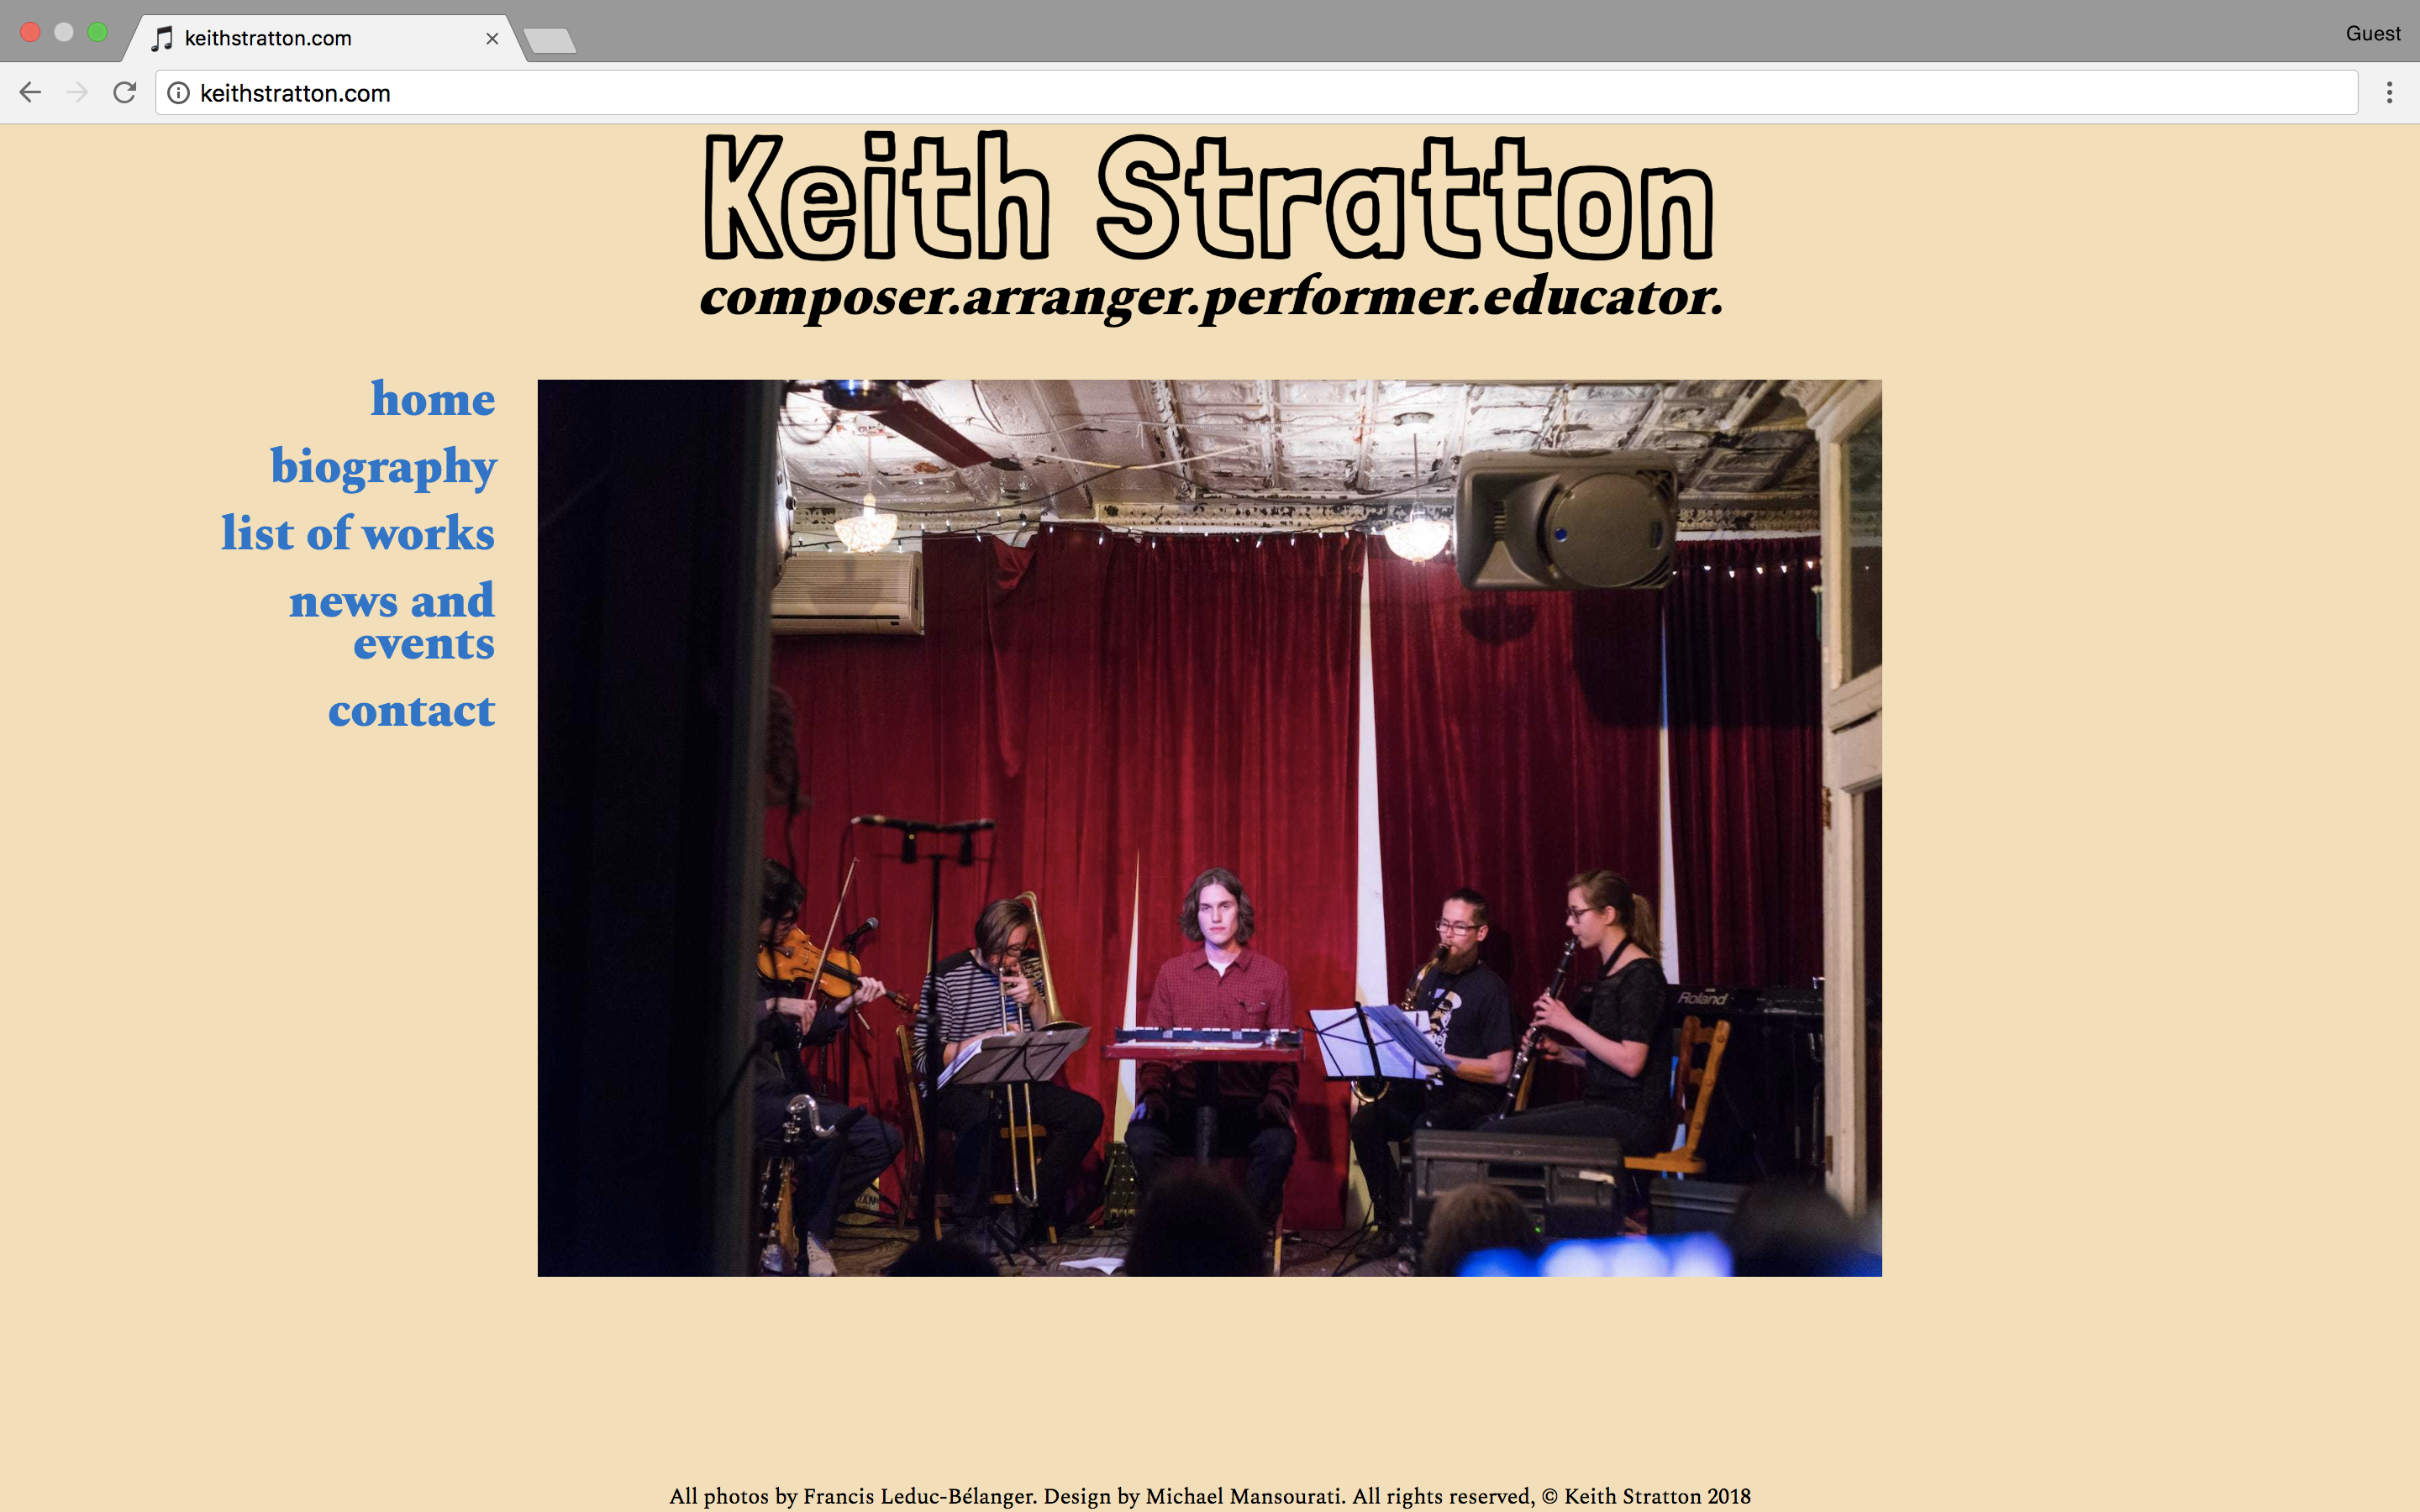 keithstratton.com
Guest
keithstratton.com
Keith Stratton
composer.arranger.performer.educator.
home
biography
list of works
news and
events
contact
Roland
All photos by Francis Leduc-Bélanger. Design by Michael Mansourati. All rights reserved, © Keith Stratton 2018